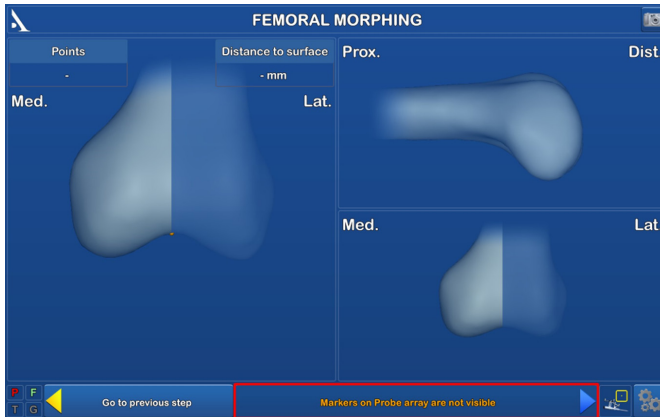 FEMORAL MORPHING
Points
Distance to surface
-
- mm
Med.
Lat.
Prox.
Dist
Med.
Lat
P F
T G
Go to previous step
Markers on Probe array are not visible